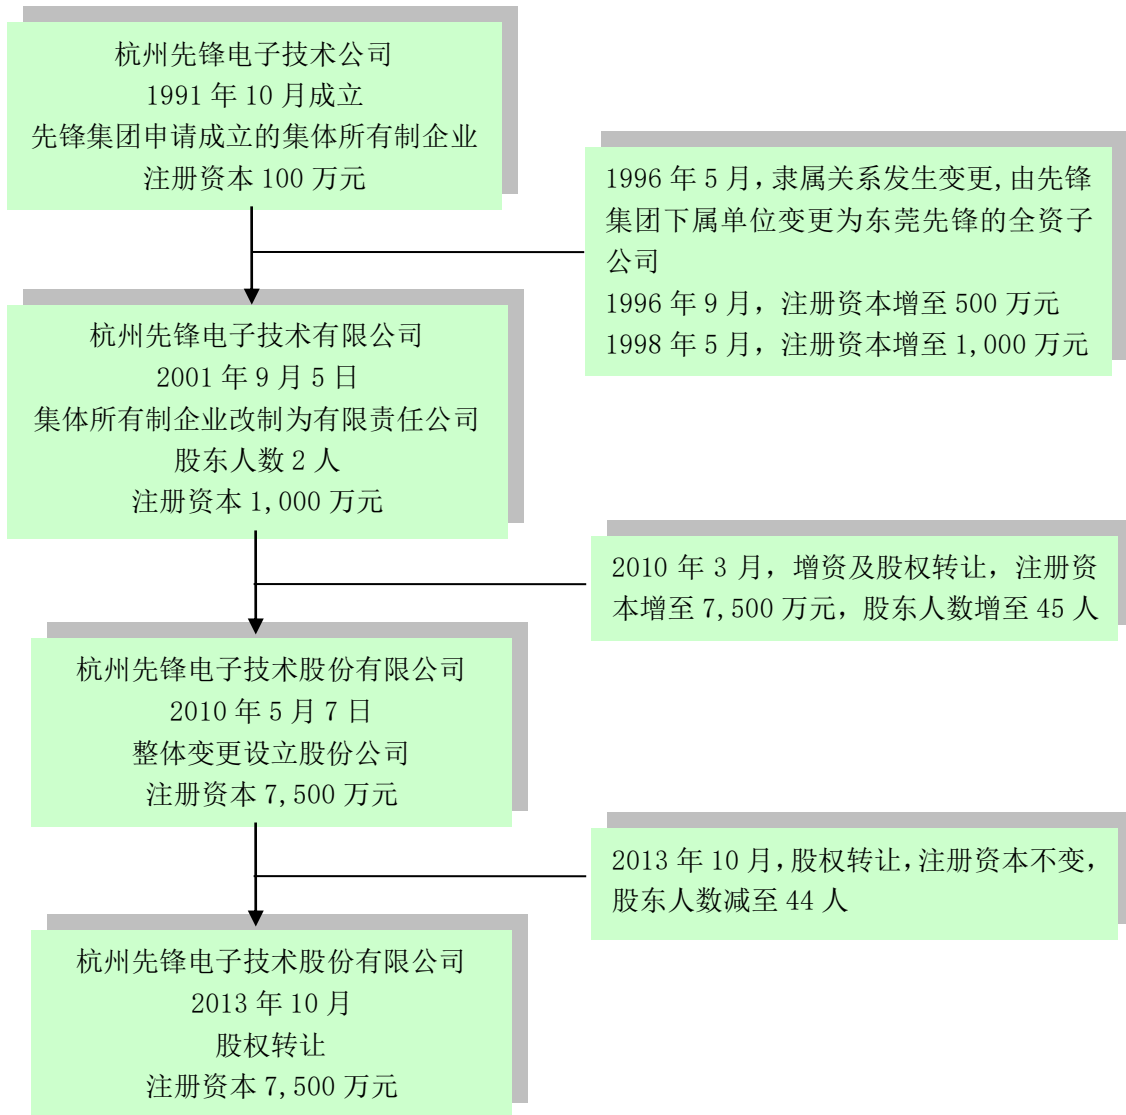 杭州先锋电子技术公司
1991 年 10 月成立
先锋集团申请成立的集体所有制企业
注册资本 100 万元
1996 年 5 月，隶属关系发生变更,由先锋
集团下属单位变更为东莞先锋的全资子
公司
1996 年 9 月，注册资本增至 500 万元
1998 年 5 月，注册资本增至 1,000 万元
杭州先锋电子技术有限公司
2001 年 9 月 5 日
集体所有制企业改制为有限责任公司
股东人数 2 人
注册资本 1,000 万元
2010 年 3 月，增资及股权转让，注册资
本增至 7,500 万元，股东人数增至 45 人
杭州先锋电子技术股份有限公司
2010 年 5 月 7 日
整体变更设立股份公司
注册资本 7,500 万元
2013 年 10 月，股权转让，注册资本不变，
股东人数减至 44 人
杭州先锋电子技术股份有限公司
2013 年 10 月
股权转让
注册资本 7,500 万元